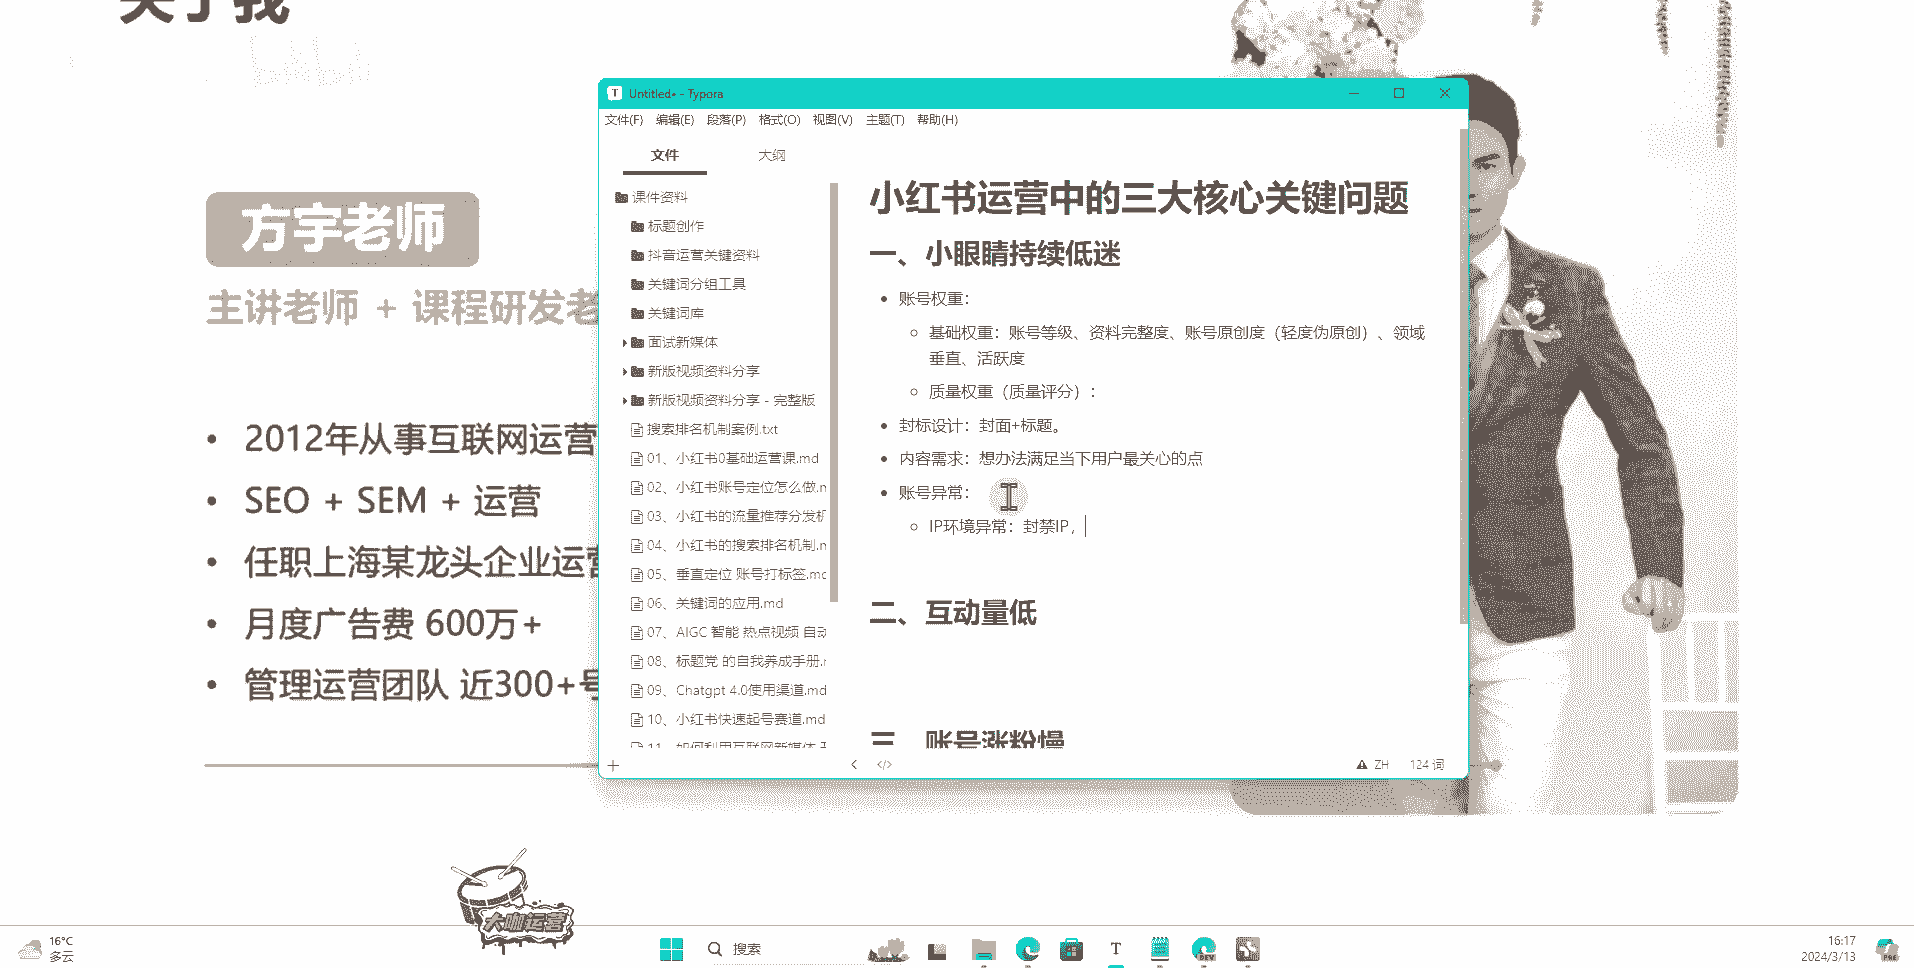 关于我
bilibili
方宇老师
主讲老师 + 课程研发老
2012年从事互联网运营
SEO + SEM + 运营
任职上海某龙头企业运营
月度广告费 600万+
管理运营团队 近300+号
Untitled• - Typora
文件(F) 编辑(E) 段落(P) 格式(O) 视图(V) 主题(T) 帮助(H)
文件 大纲
课件资料
标题创作
抖音运营关键资料
关键词分组工具
关键词库
面试新媒体
新版视频资料分享
新版视频资料分享 - 完整版
搜索排名机制案例.txt
01、小红书0基础运营课.md
02、小红书账号定位怎么做.m
03、小红书的流量推荐分发机
04、小红书的搜索排名机制.m
05、垂直定位 账号打标签.md
06、关键词的应用.md
07、AIGC 智能 热点视频 自动
08、标题党 的自我养成手册.m
09、Chatgpt 4.0使用渠道.md
10、小红书快速起号赛道.md
11、如何利用互联网新媒体
小红书运营中的三大核心关键问题
一、小眼睛持续低迷
账号权重：
基础权重：账号等级、资料完整度、账号原创度（轻度伪原创）、领域
垂直、活跃度
质量权重（质量评分）：
封标设计：封面+标题。
内容需求：想办法满足当下用户最关心的点
账号异常：
IP环境异常：封禁IP，
二、互动量低
三、账号涨粉慢
ZH 124 词
大咖运营
16°C
多云
搜索
T
DEV
16:17
2024/3/13
PRE